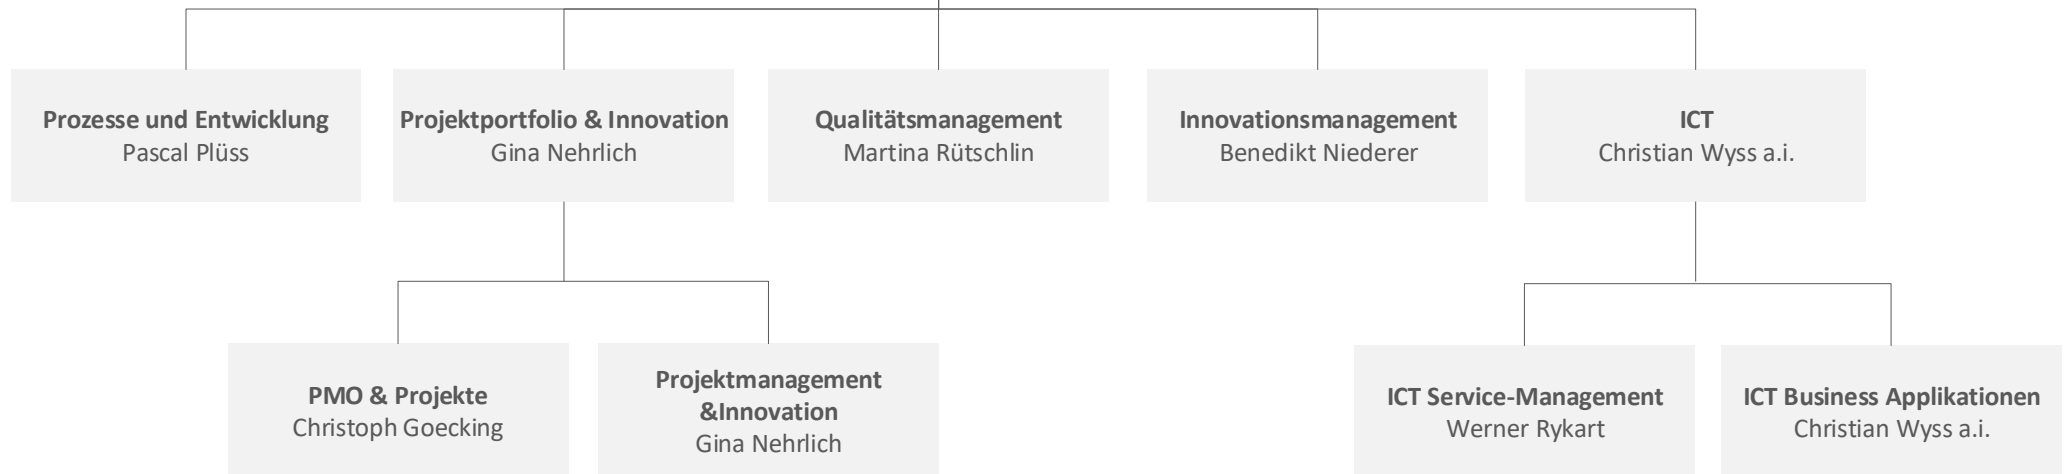 Prozesse und Entwicklung
Pascal Plüss
Projektportfolio & Innovation
Gina Nehrlich
Qualitätsmanagement
Martina Rütschlin
Innovationsmanagement
Benedikt Niederer
ICT
Christian Wyss a.i.
PMO & Projekte
Christoph Goecking
Projektmanagement
&Innovation
Gina Nehrlich
ICT Service-Management
Werner Rykart
ICT Business Applikationen
Christian Wyss a.i.